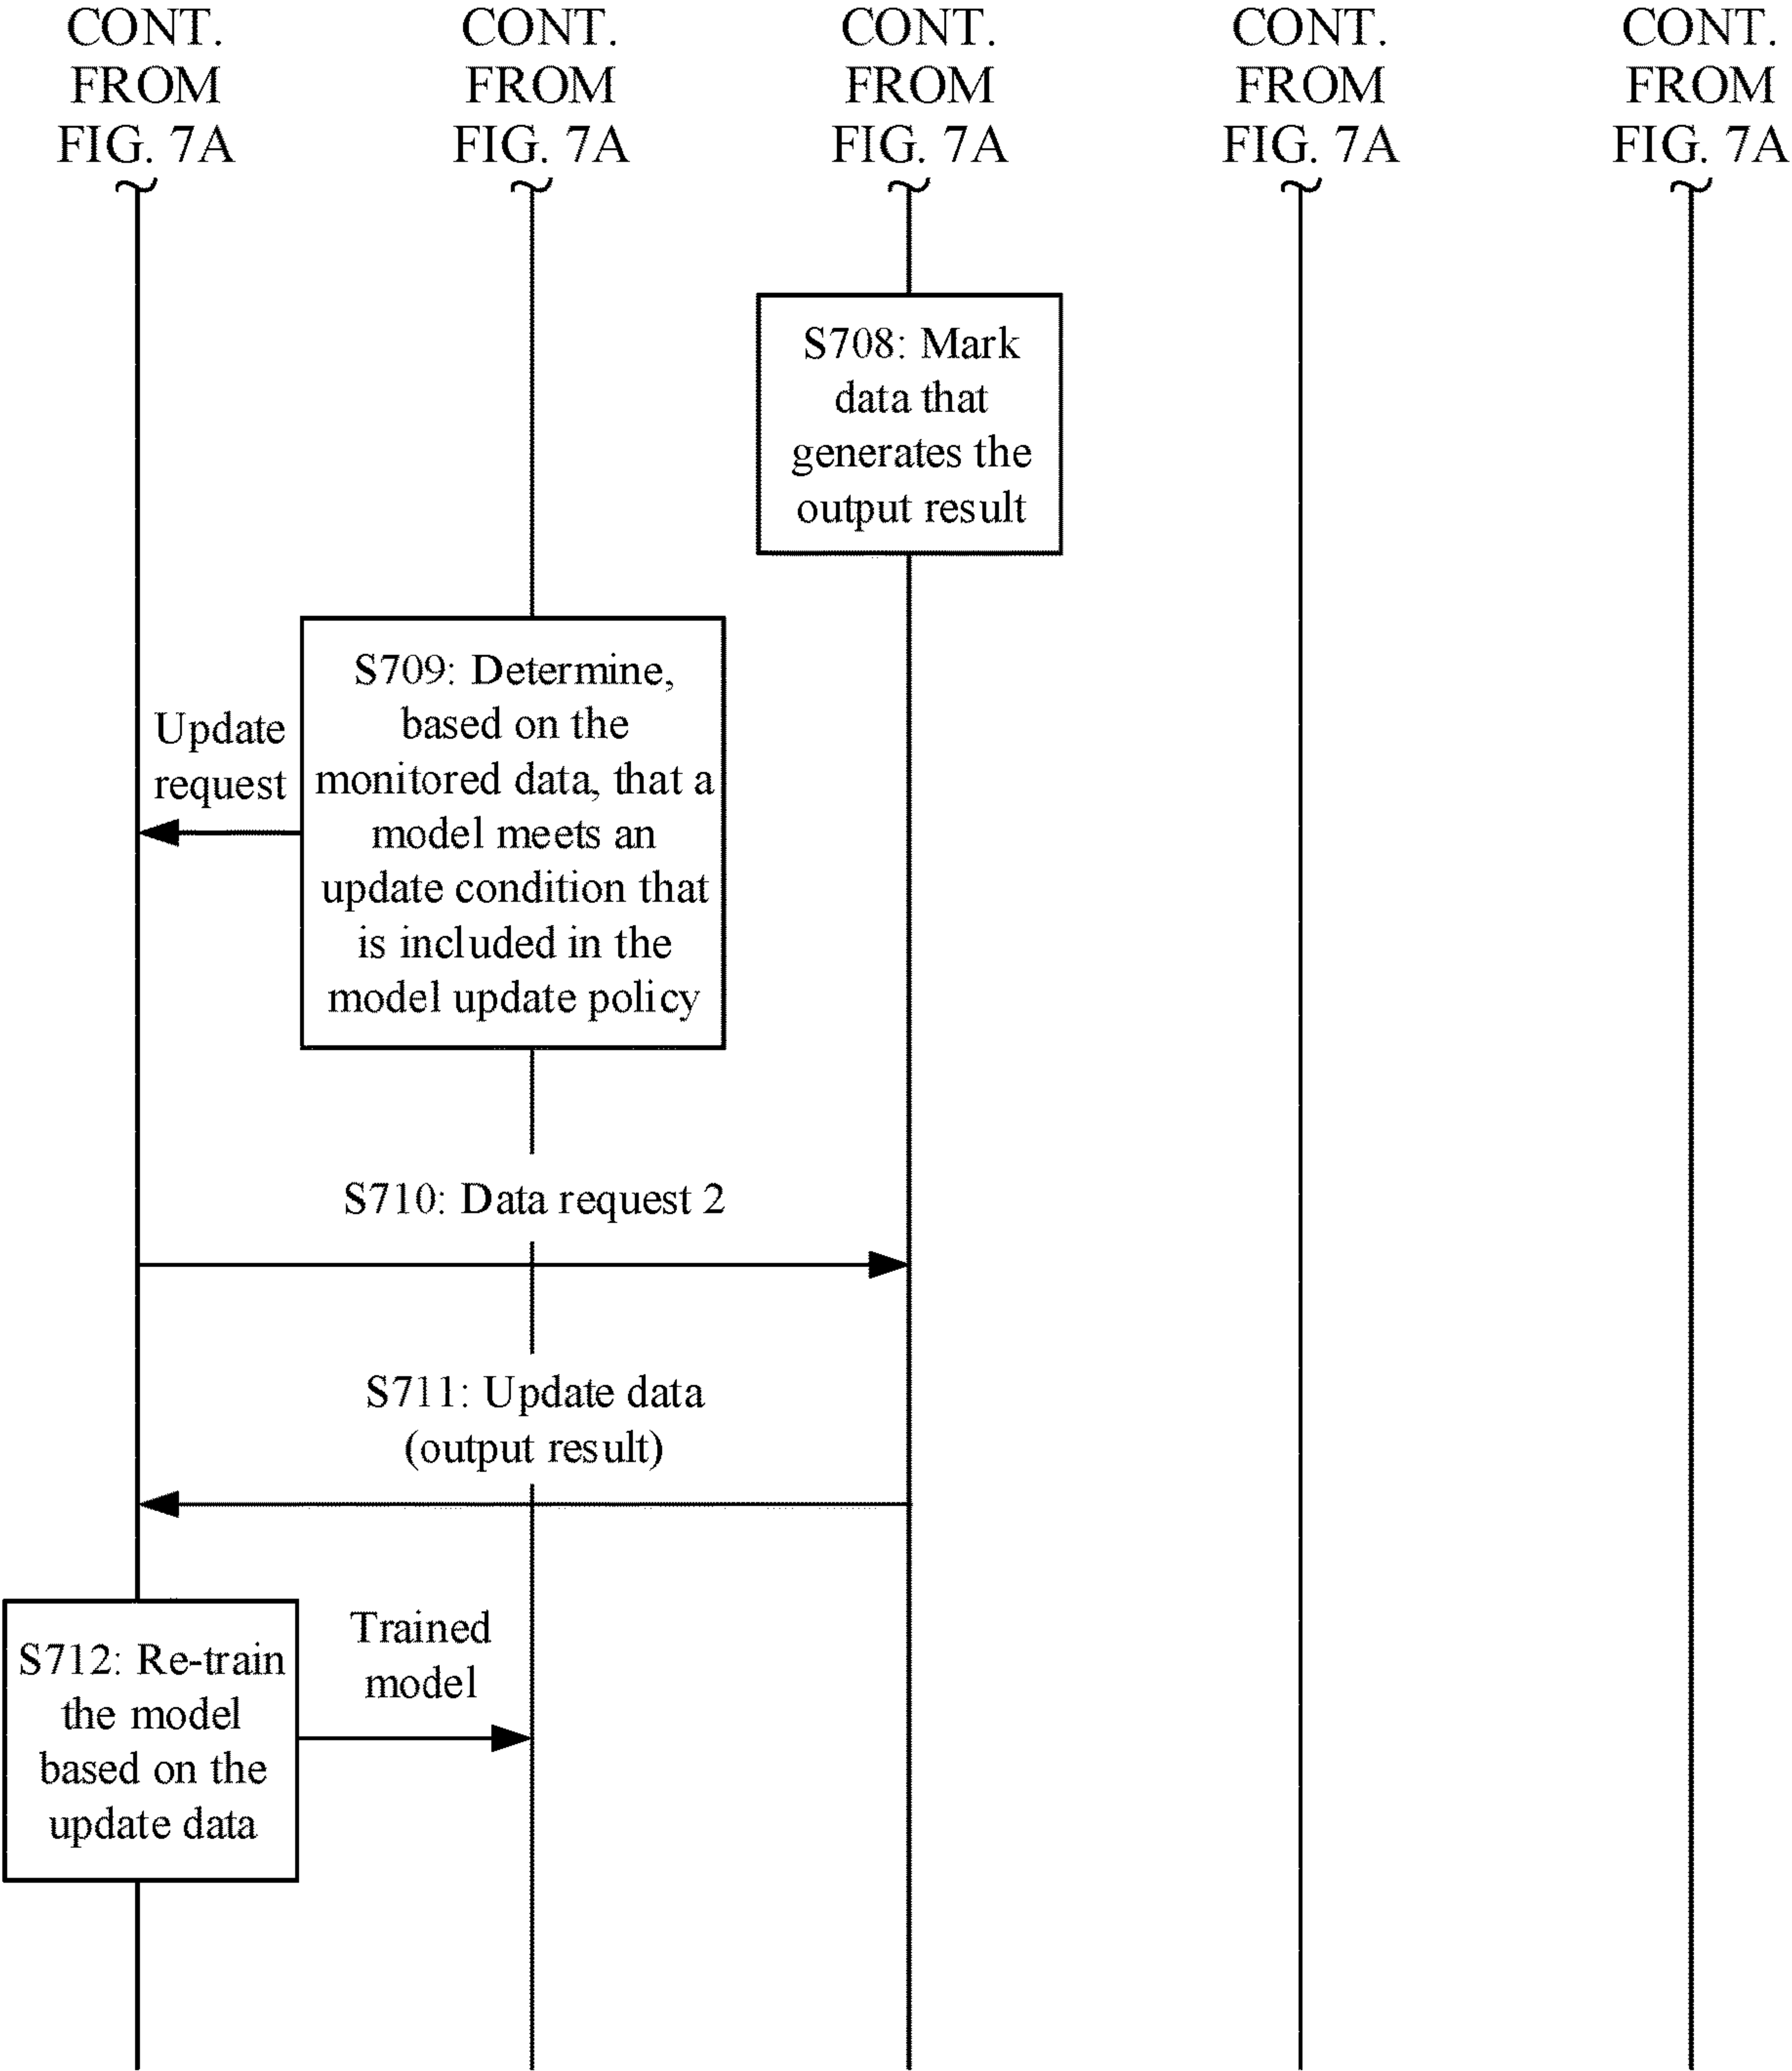 CONT.
FROM
FIG. 7A
CONT.
FROM
FIG. 7A
CONT.
FROM
FIG. 7A
CONT.
FROM
FIG. 7A
CONT.
FROM
FIG. 7A
S708: Mark
data that
generates the
output result
S709: Determine,
based on the
monitored data, that a
model meets an
update condition that
is included in the
model update policy
Update
request
S710: Data request 2
S711: Update data
(output result)
S712: Re-train
the model
based on the
update data
Trained
model